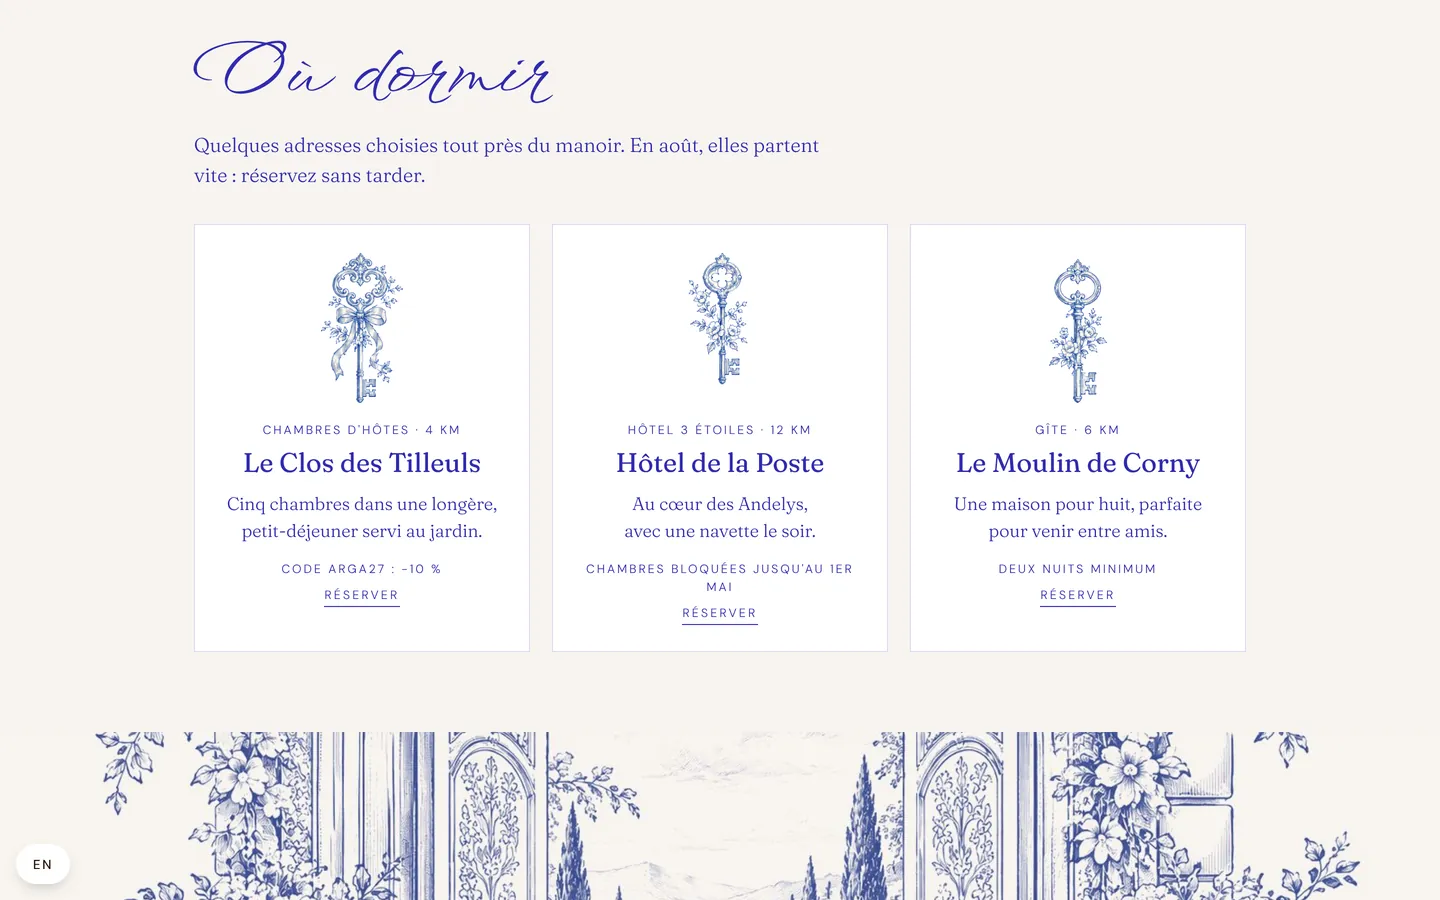 Où dormir
Quelques adresses choisies tout près du manoir. En août, elles partent
vite : réservez sans tarder.
CHAMBRES D'HÔTES · 4 KM
Le Clos des Tilleuls
Cinq chambres dans une longère,
petit-déjeuner servi au jardin.
CODE ARGA27 : −10 %
RÉSERVER
HÔTEL 3 ÉTOILES · 12 KM
Hôtel de la Poste
Au cœur des Andelys,
avec une navette le soir.
CHAMBRES BLOQUÉES JUSQU'AU 1ER
MAI
RÉSERVER
GÎTE · 6 KM
Le Moulin de Corny
Une maison pour huit, parfaite
pour venir entre amis.
DEUX NUITS MINIMUM
RÉSERVER
EN